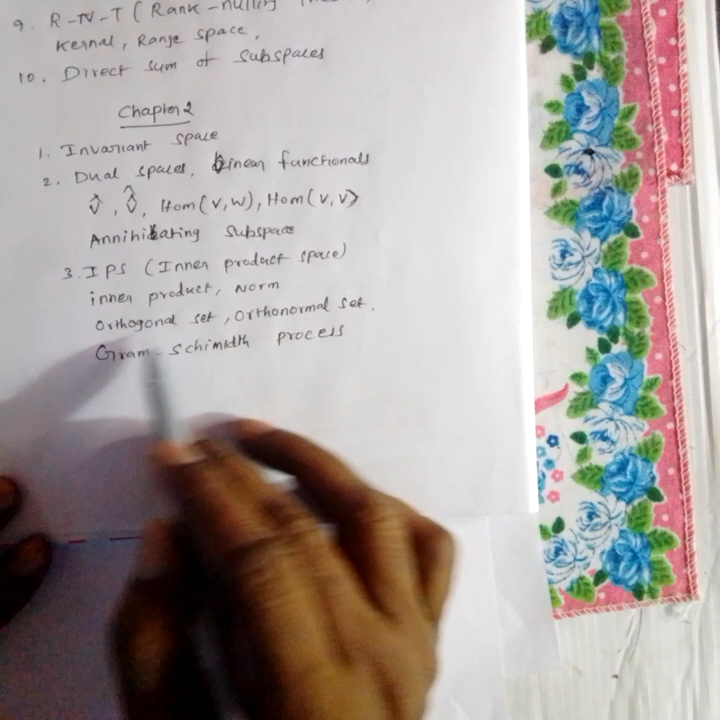 9. R-N-T (Rank-nullity
Kernal, Range space,
10. Direct sum of subspaces
Chapter 2
1. Invariant space
2. Dual spaces, Linear functionals
V̂, V̂̂, Hom(V,W), Hom(V,V)
Annihilating subspace
3. IPS (Inner product space)
inner product, Norm
Orthogonal set, Orthonormal set.
Gram-Schimidth process